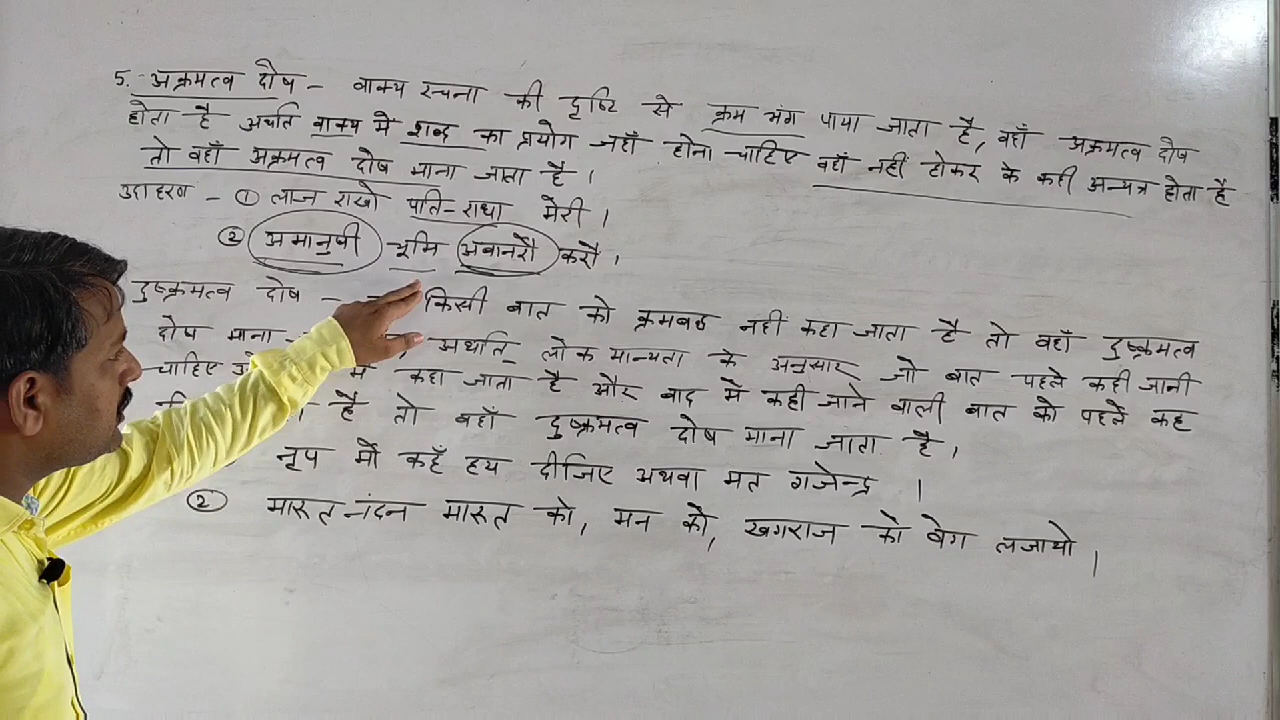 5. अक्रमत्व दोष – वाक्य रचना की दृष्टि से क्रम भंग पाया जाता है, वहाँ अक्रमत्व दोष
होता है अर्थात वाक्य में शब्द का प्रयोग जहाँ होना चाहिए वहाँ नहीं होकर के कहीं अन्यत्र होता है
तो वहाँ अक्रमत्व दोष माना जाता है।
उदाहरण – ① लाज राखो पति-राधा मेरी।
② अमानुषी भूमि अबानरौ करौ।
दुष्क्रमत्व दोष – किसी बात को क्रमबद्ध नहीं कहा जाता है तो वहाँ दुष्क्रमत्व
दोष माना अर्थात लोक मान्यता के अनुसार जो बात पहले कही जानी
चाहिए में कहा जाता है और बाद में कही जाने वाली बात को पहले कह
है तो वहाँ दुष्क्रमत्व दोष माना जाता है।
नृप मौ कहँ हय दीजिए अथवा मत गजेन्द्र।
② मारूत नंदन मारूत को, मन को, खगराज को वेग लजायो।